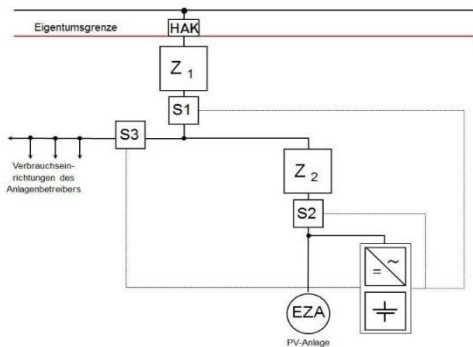 Eigentumsgrenze
HAK
Z 1
S1
S3
Verbrauchsein-
richtungen des
Anlagenbetreibers
Z 2
S2
= ~
EZA
PV-Anlage